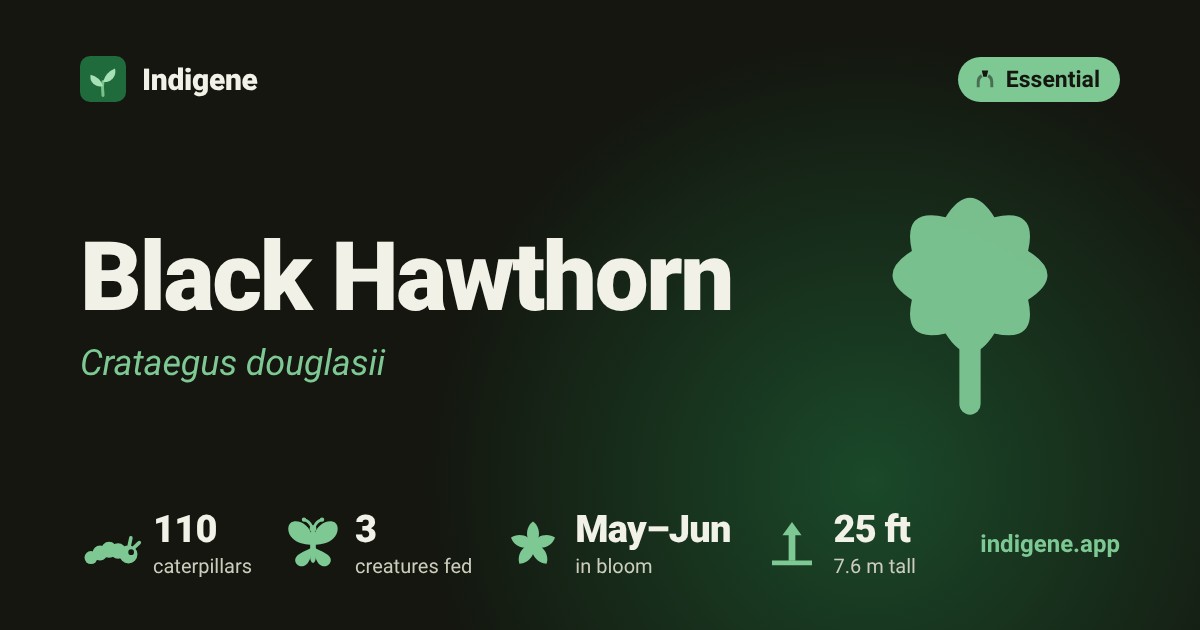 Indigene
Essential
Black Hawthorn
Crataegus douglasii
110
caterpillars
3
creatures fed
May–Jun
in bloom
25 ft
7.6 m tall
indigene.app